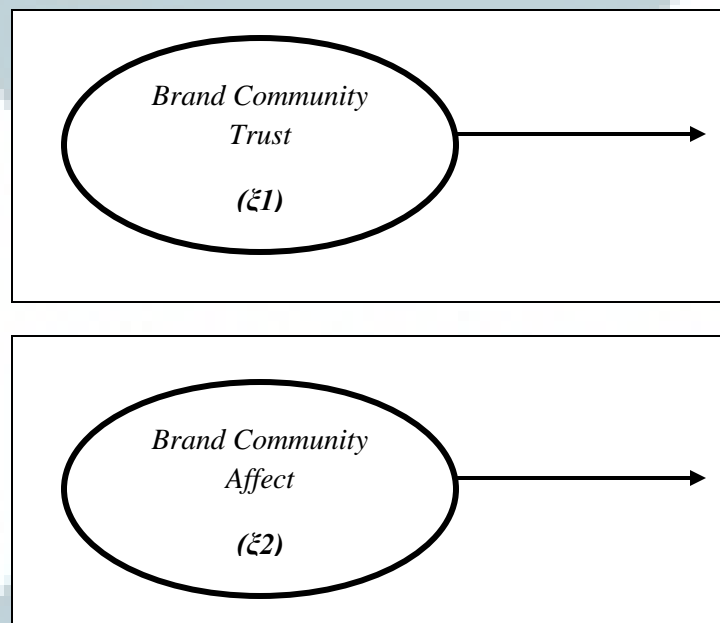 Brand Community
Trust
(ξ1)
Brand Community
Affect
(ξ2)